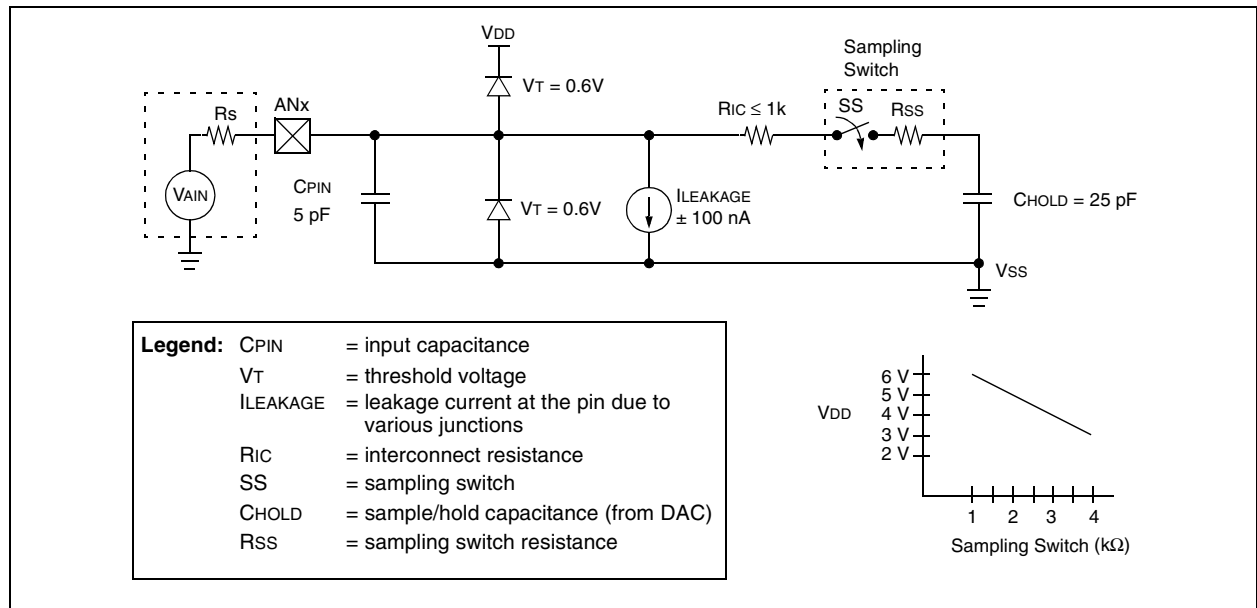 VDD
Sampling
Switch
VT = 0.6V
Rs
ANx
RIC ≤ 1k
SS
RSS
VAIN
CPIN
5 pF
VT = 0.6V
ILEAKAGE
± 100 nA
CHOLD = 25 pF
VSS
Legend: CPIN = input capacitance
VT = threshold voltage
ILEAKAGE = leakage current at the pin due to
various junctions
RIC = interconnect resistance
SS = sampling switch
CHOLD = sample/hold capacitance (from DAC)
RSS = sampling switch resistance
VDD
6 V
5 V
4 V
3 V
2 V
1 2 3 4
Sampling Switch (kΩ)